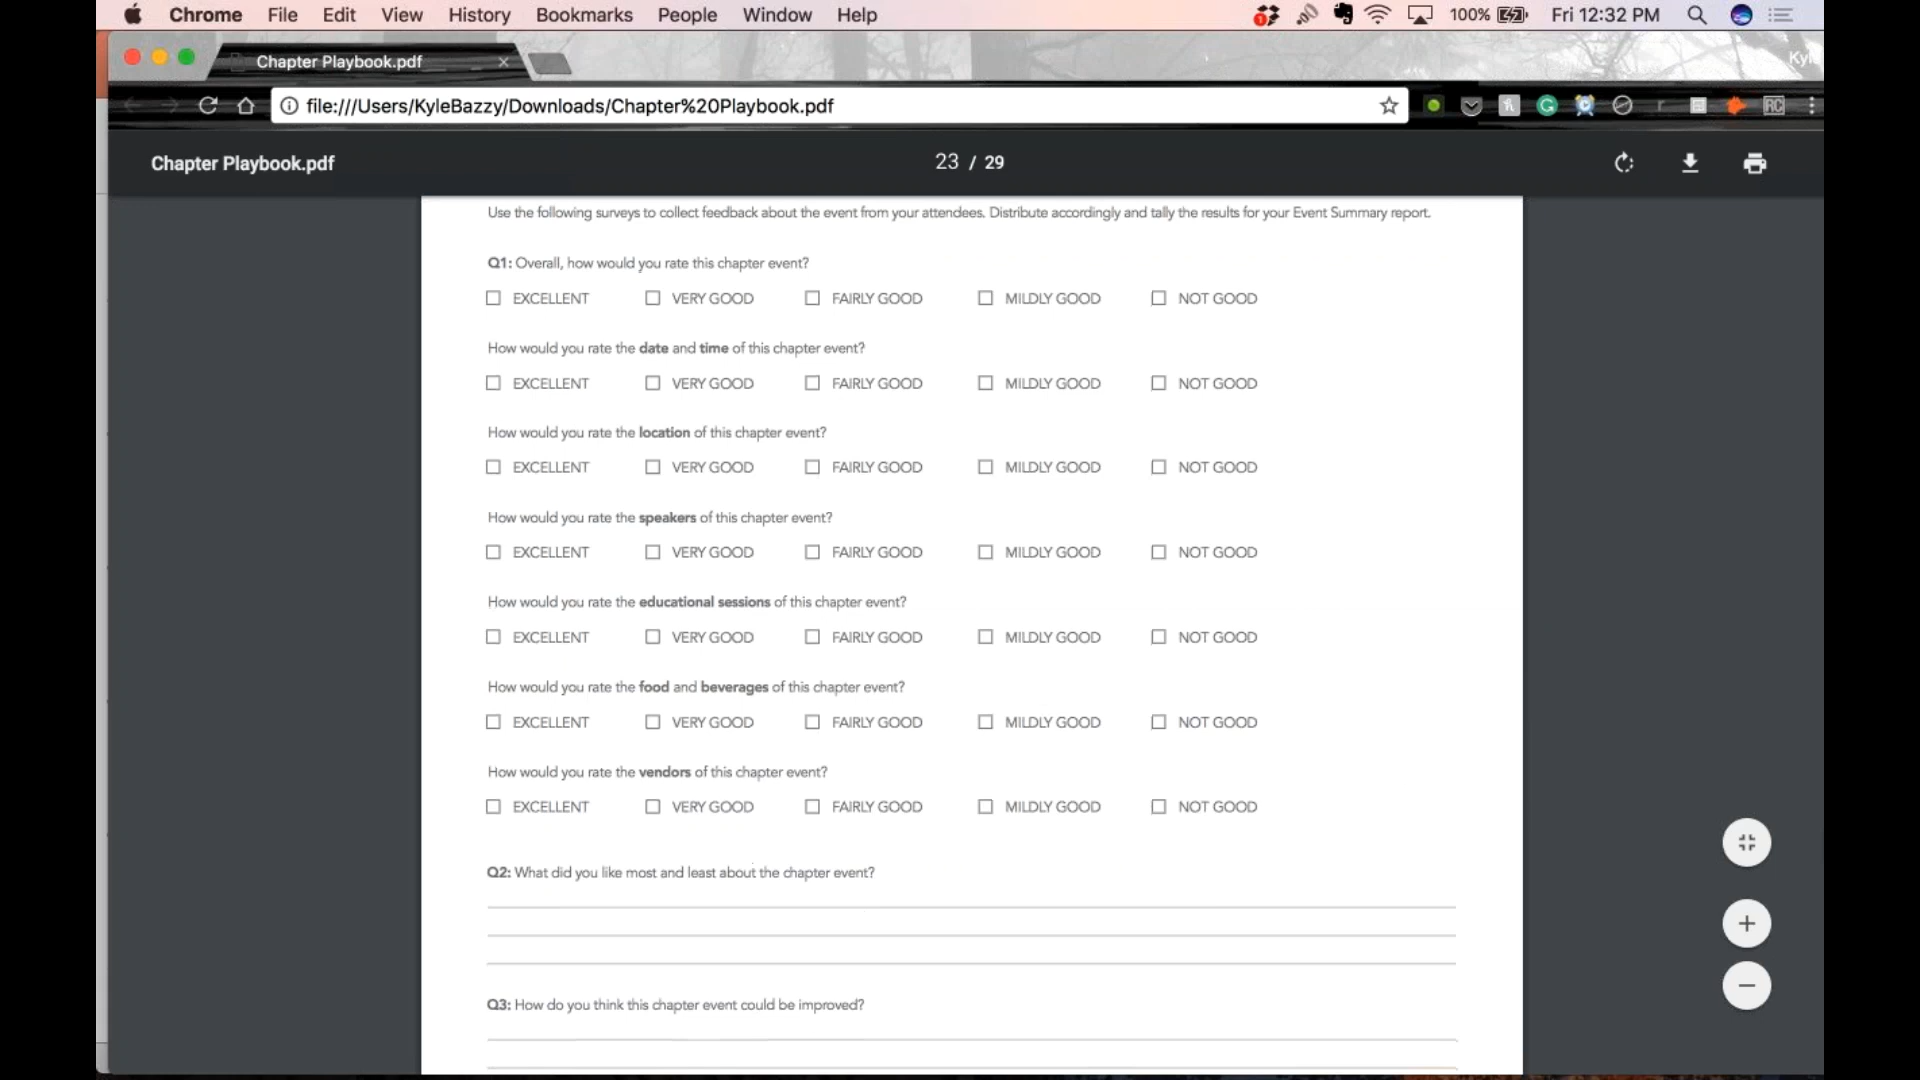 Chrome File Edit View History Bookmarks People Window Help 1 100% Fri 12:32 PM
Chapter Playbook.pdf
file:///Users/KyleBazzy/Downloads/Chapter%20Playbook.pdf
RC
Chapter Playbook.pdf 23 / 29
Use the following surveys to collect feedback about the event from your attendees. Distribute accordingly and tally the results for your Event Summary report.
Q1: Overall, how would you rate this chapter event?
EXCELLENT VERY GOOD FAIRLY GOOD MILDLY GOOD NOT GOOD
How would you rate the date and time of this chapter event?
EXCELLENT VERY GOOD FAIRLY GOOD MILDLY GOOD NOT GOOD
How would you rate the location of this chapter event?
EXCELLENT VERY GOOD FAIRLY GOOD MILDLY GOOD NOT GOOD
How would you rate the speakers of this chapter event?
EXCELLENT VERY GOOD FAIRLY GOOD MILDLY GOOD NOT GOOD
How would you rate the educational sessions of this chapter event?
EXCELLENT VERY GOOD FAIRLY GOOD MILDLY GOOD NOT GOOD
How would you rate the food and beverages of this chapter event?
EXCELLENT VERY GOOD FAIRLY GOOD MILDLY GOOD NOT GOOD
How would you rate the vendors of this chapter event?
EXCELLENT VERY GOOD FAIRLY GOOD MILDLY GOOD NOT GOOD
Q2: What did you like most and least about the chapter event?
Q3: How do you think this chapter event could be improved?